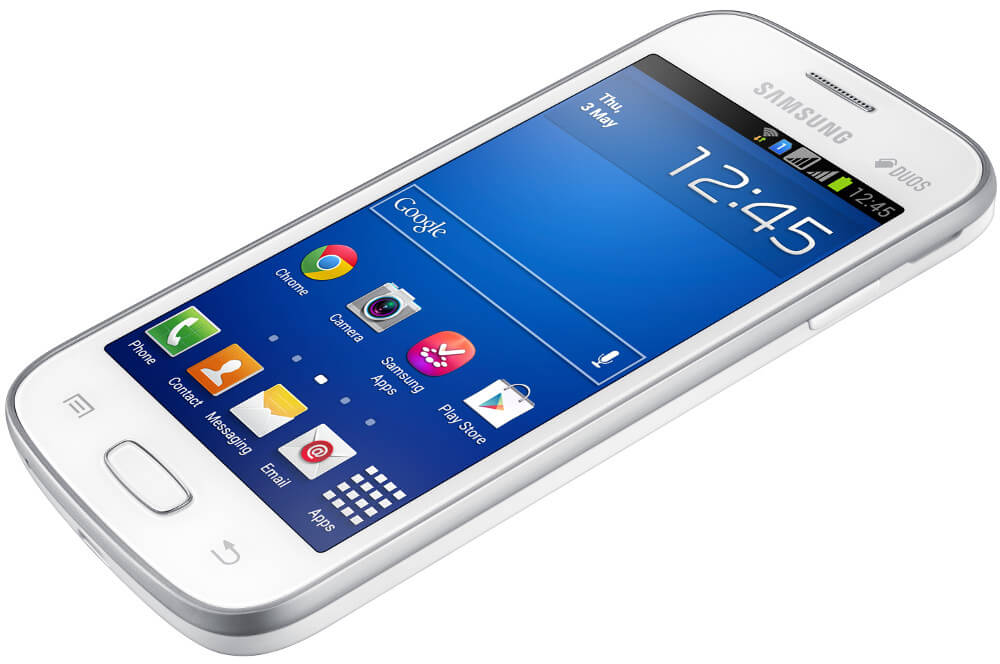 SAMSUNG
DUOS
1
12:45
Thu,
3 May
12:45
Google
Chrome
Camera
Samsung
Apps
Play Store
Phone
Contact
Messaging
Email
Apps